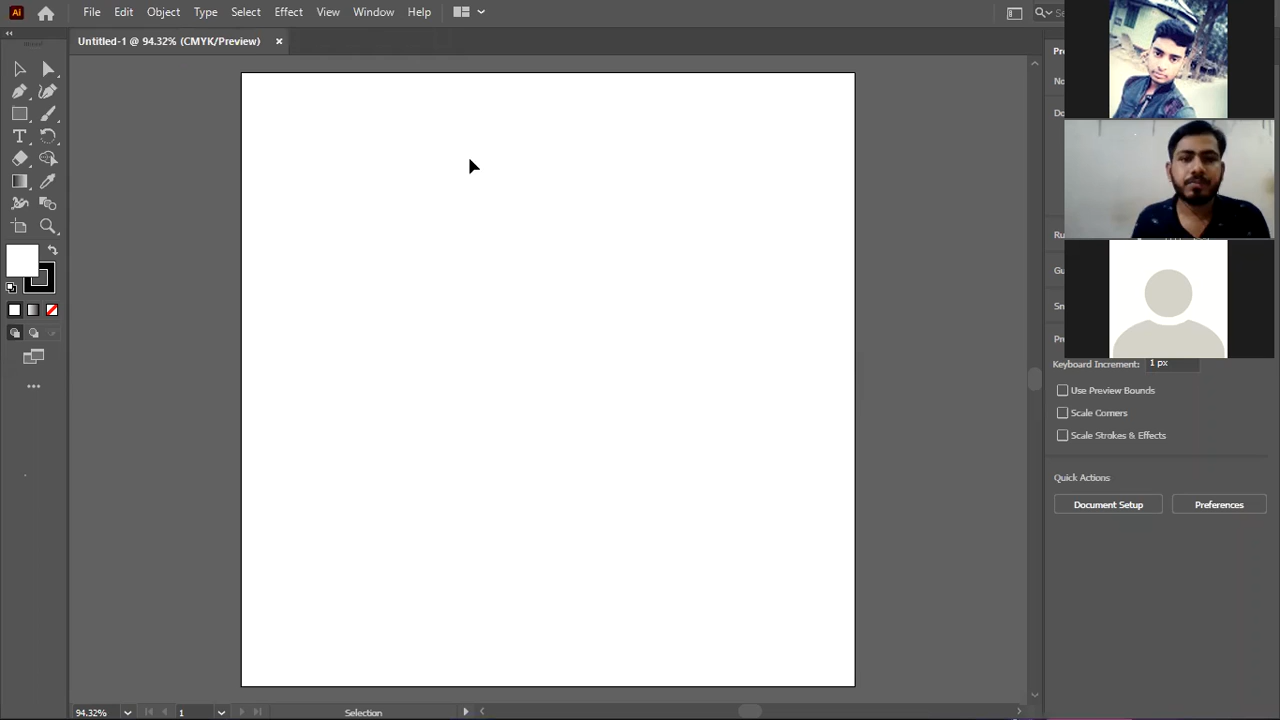 Ai File Edit Object Type Select Effect View Window Help
Untitled-1 @ 94.32% (CMYK/Preview) ×
Keyboard Increment: 1 px
Use Preview Bounds
Scale Corners
Scale Strokes & Effects
Quick Actions
Document Setup Preferences
94.32% 1 Selection